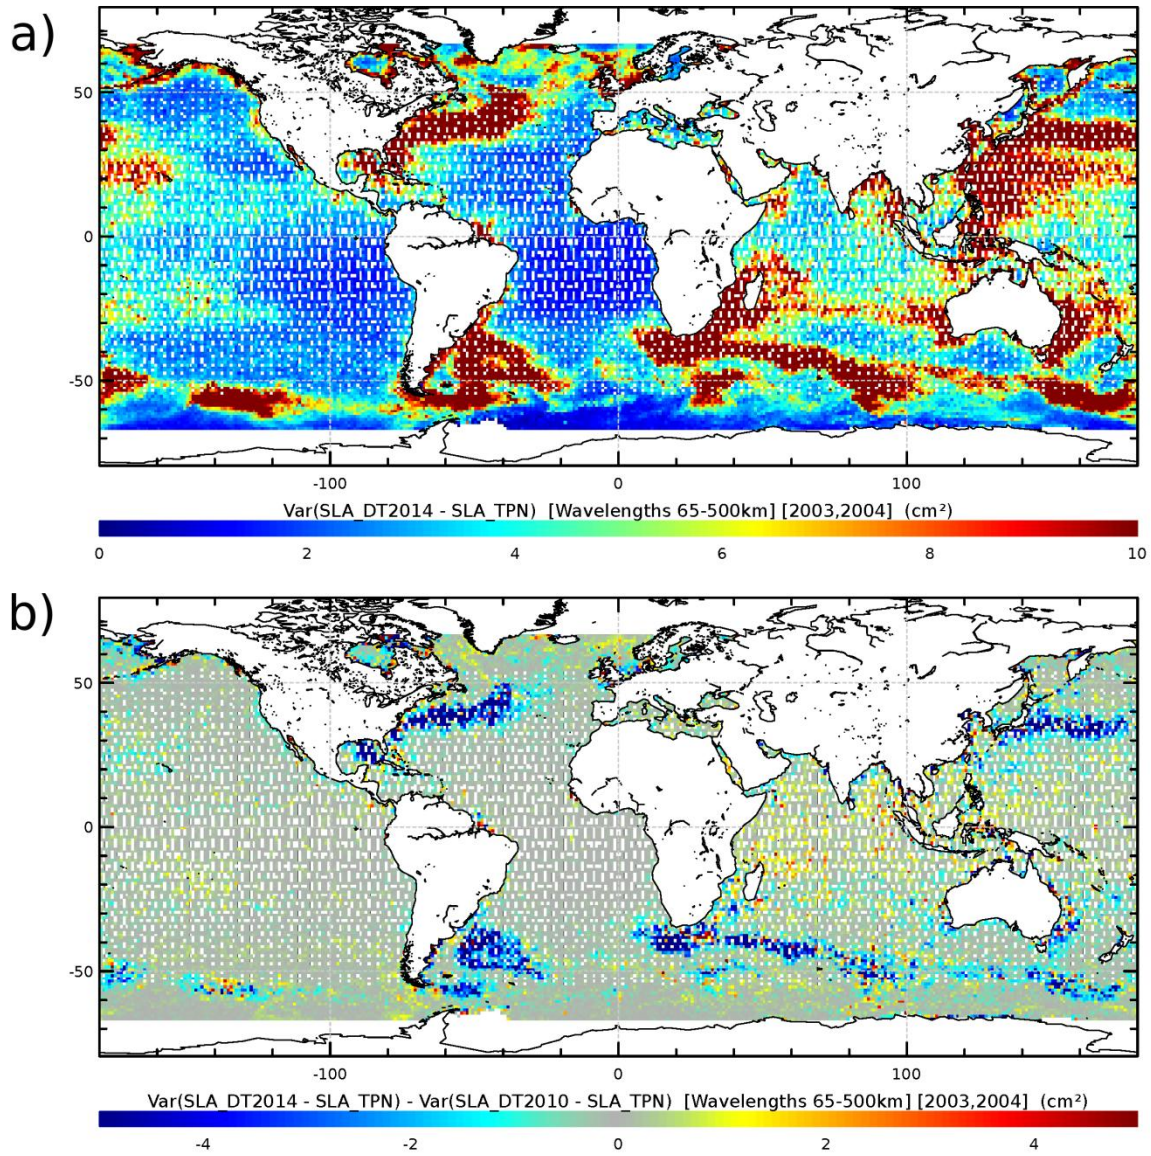 a)
50
0
-50
-100 0 100
Var(SLA_DT2014 - SLA_TPN) [Wavelengths 65-500km] [2003,2004] (cm²)
0 2 4 6 8 10
b)
50
0
-50
-100 0 100
Var(SLA_DT2014 - SLA_TPN) - Var(SLA_DT2010 - SLA_TPN) [Wavelengths 65-500km] [2003,2004] (cm²)
-4 -2 0 2 4